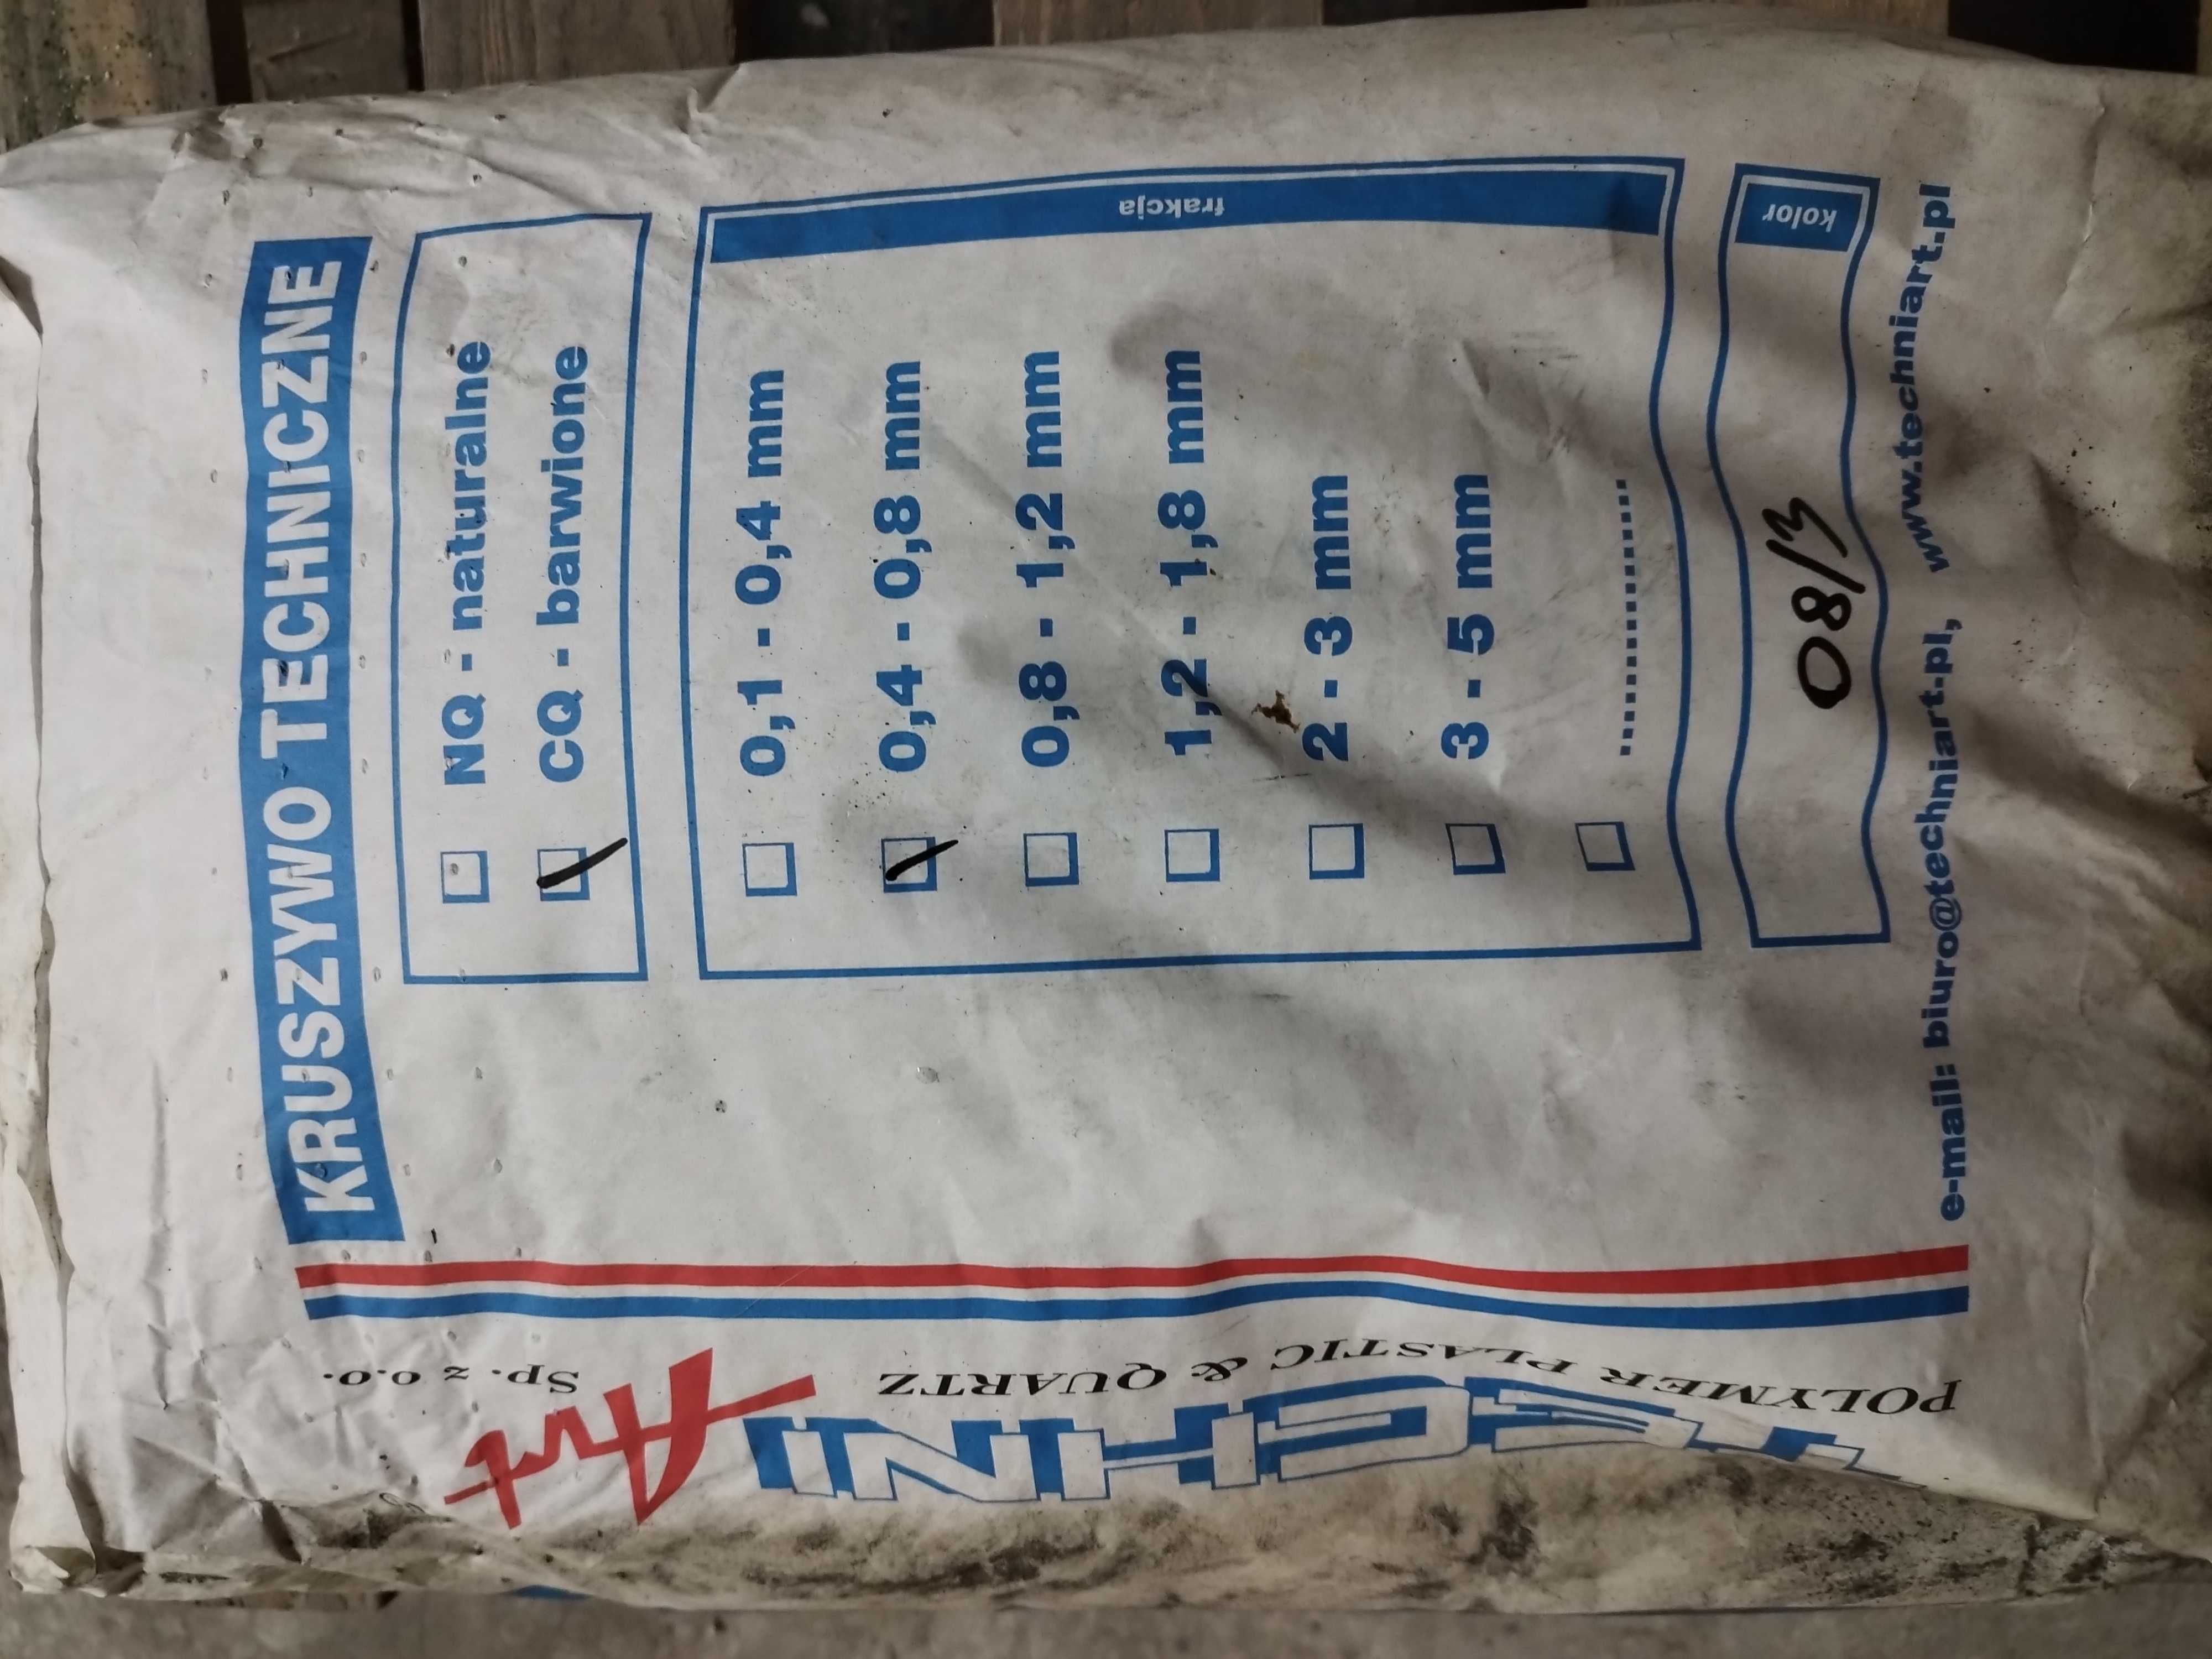 KRUSZYWO TECHNICZNE
NQ - naturalne
CQ - barwione
frakcja
0,1 - 0,4 mm
0,4 - 0,8 mm
0,8 - 1,2 mm
1,2 - 1,8 mm
2 - 3 mm
3 - 5 mm
....................
kolor
08/3
e-mail: biuro@techniart.pl, www.techniart.pl
TECHNI Art Sp. z o.o.
POLYMER PLASTIC & QUARTZ